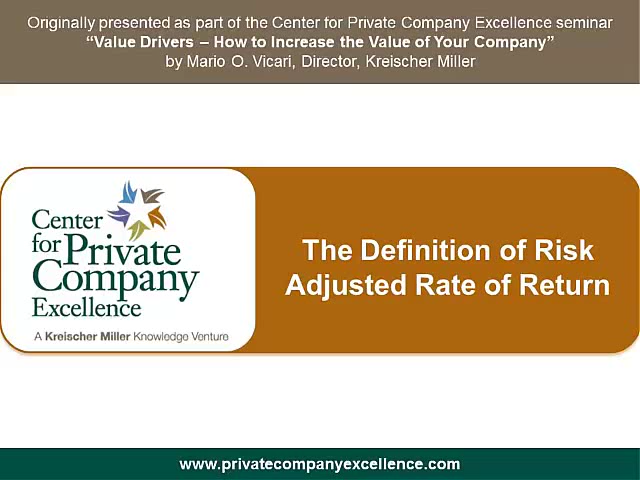 Originally presented as part of the Center for Private Company Excellence seminar
“Value Drivers – How to Increase the Value of Your Company”
by Mario O. Vicari, Director, Kreischer Miller
Center
for Private
Company
Excellence
A Kreischer Miller Knowledge Venture
The Definition of Risk
Adjusted Rate of Return
www.privatecompanyexcellence.com